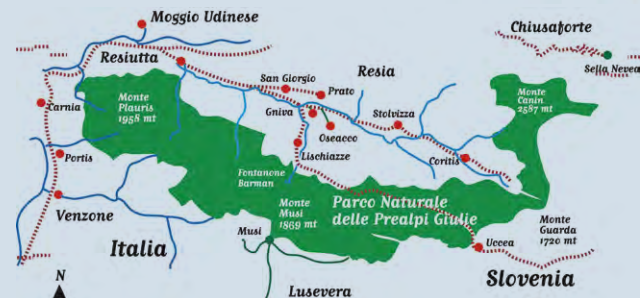 Moggio Udinese
Chiusaforte
Resiutta
Sella Nevea
San Giorgio
Resia
Prato
Monte
Plauris
1958 mt
Monte
Canin
2587 mt
Carnia
Gniva
Stolvizza
Oseacco
Portis
Lischiazze
Coritis
Fontanone
Barman
Parco Naturale
delle Prealpi Giulie
Venzone
Monte
Musi
1869 mt
Monte
Guarda
1720 mt
Musi
Uccea
Italia
Slovenia
N
Lusevera